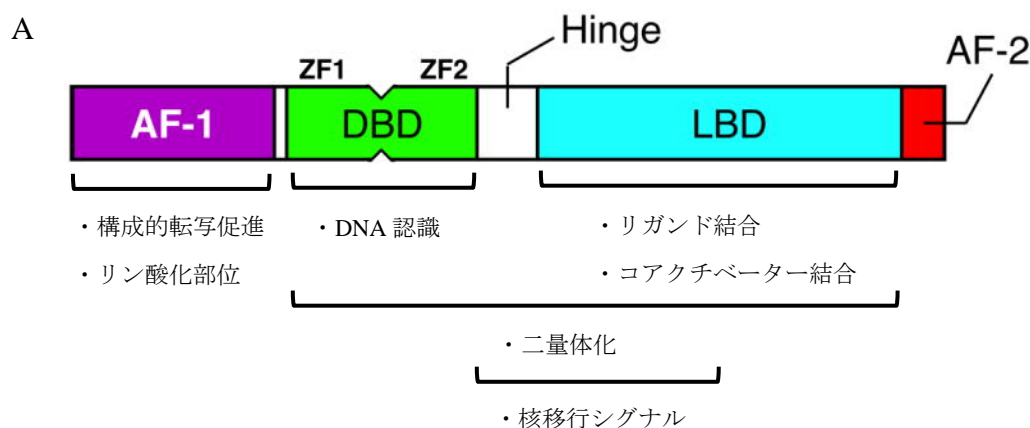 A
Hinge
AF-2
ZF1 ZF2
AF-1 DBD LBD
・構成的転写促進 ・DNA 認識 ・リガンド結合
・リン酸化部位 ・コアクチベーター結合
・二量体化
・核移行シグナル